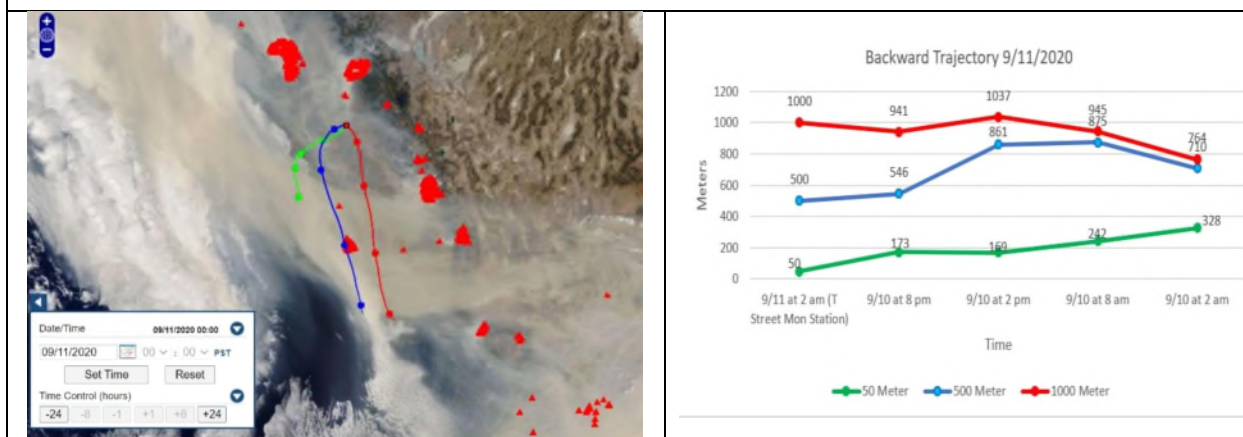 +
−
Date/Time 09/11/2020 00:00
09/11/2020 00 : 00 PST
Set Time Reset
Time Control (hours)
-24 -8 -1 +1 +8 +24
Backward Trajectory 9/11/2020
Meters
1200
1000
800
600
400
200
0
1000 941 1037 945 264
500 546 861 875 710
50 173 169 242 328
9/11 at 2 am (T Street Mon Station) 9/10 at 8 pm 9/10 at 2 pm 9/10 at 8 am 9/10 at 2 am
Time
50 Meter 500 Meter 1000 Meter